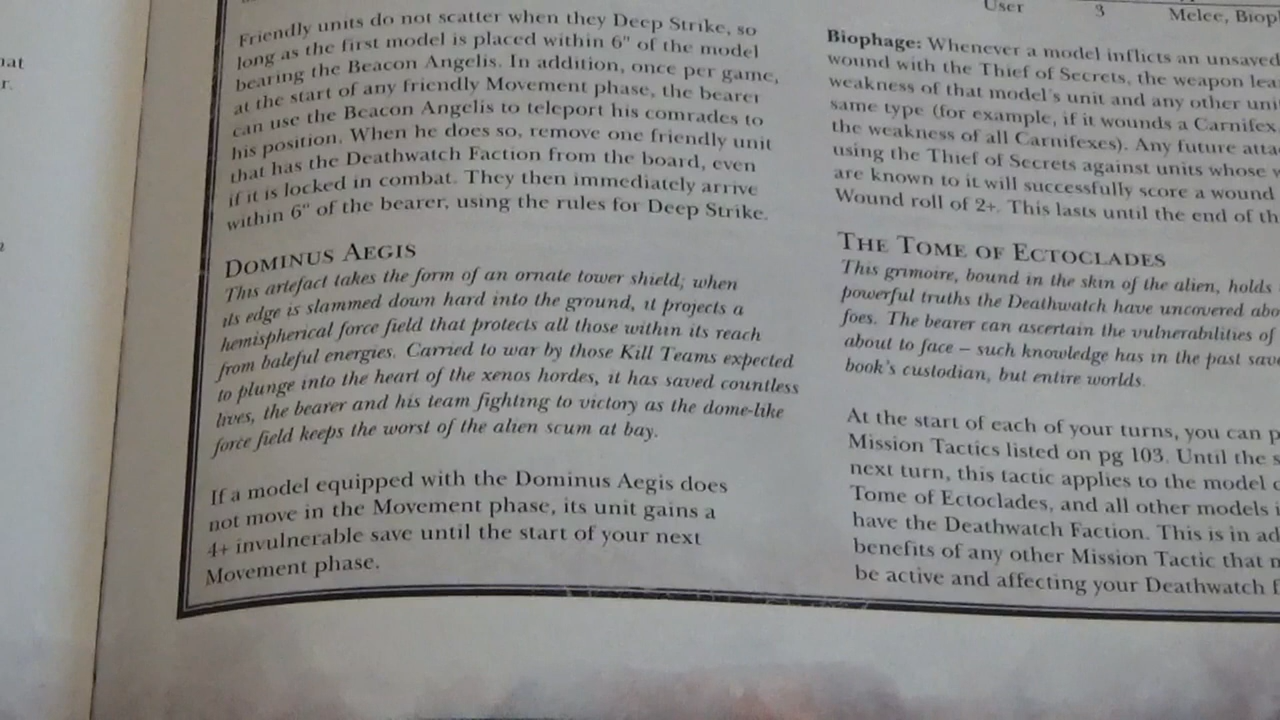 Friendly units do not scatter when they Deep Strike, so
long as the first model is placed within 6" of the model
bearing the Beacon Angelis. In addition, once per game,
at the start of any friendly Movement phase, the bearer
can use the Beacon Angelis to teleport his comrades to
his position. When he does so, remove one friendly unit
that has the Deathwatch Faction from the board, even
if it is locked in combat. They then immediately arrive
within 6" of the bearer, using the rules for Deep Strike.
DOMINUS AEGIS
This artefact takes the form of an ornate tower shield; when
its edge is slammed down hard into the ground, it projects a
hemispherical force field that protects all those within its reach
from baleful energies. Carried to war by those Kill Teams expected
to plunge into the heart of the xenos hordes, it has saved countless
lives, the bearer and his team fighting to victory as the dome-like
force field keeps the worst of the alien scum at bay.
If a model equipped with the Dominus Aegis does
not move in the Movement phase, its unit gains a
4+ invulnerable save until the start of your next
Movement phase.
User 3 Melee,
Biophage: Whenever a model inflicts an unsaved
wound with the Thief of Secrets, the weapon
weakness of that model's unit and any other
same type (for example, if it wounds a Carnifex
the weakness of all Carnifexes). Any future
using the Thief of Secrets against units whose
are known to it will successfully score a wound
Wound roll of 2+. This lasts until the end of
THE TOME OF ECTOCLADES
This grimoire, bound in the skin of the alien, holds
powerful truths the Deathwatch have uncovered
foes. The bearer can ascertain the vulnerabilities of
about to face – such knowledge has in the past
book's custodian, but entire worlds.
At the start of each of your turns, you can
Mission Tactics listed on pg 103. Until the
next turn, this tactic applies to the model
Tome of Ectoclades, and all other models
have the Deathwatch Faction. This is in
benefits of any other Mission Tactic that
be active and affecting your Deathwatch